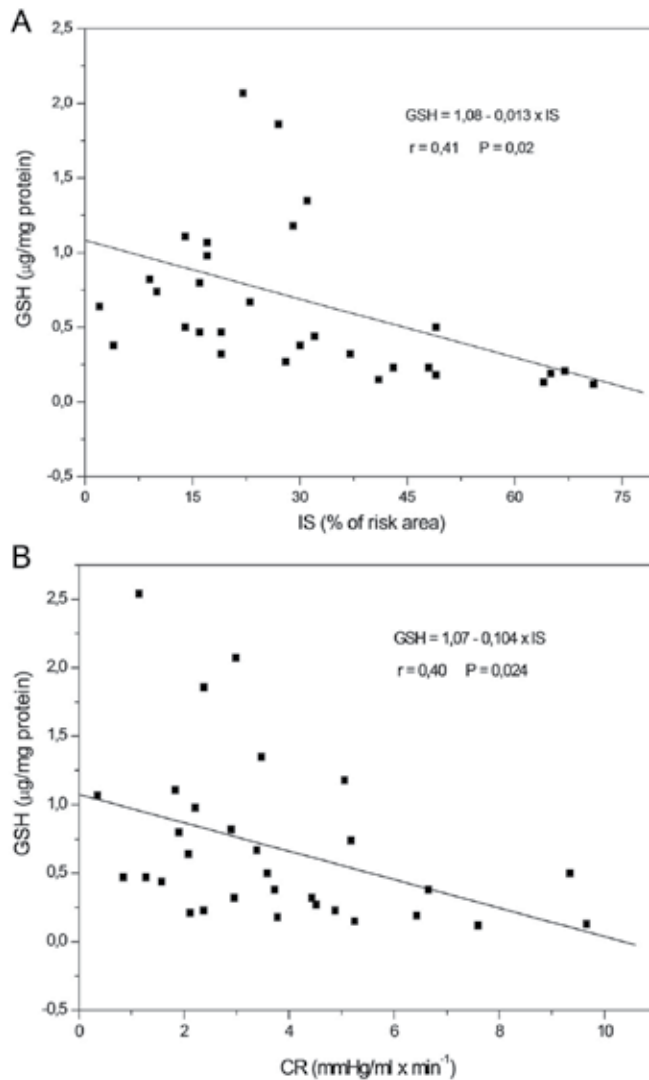 A
2,5
2,0
1,5
1,0
0,5
0,0
-0,5
GSH (µg/mg protein)
GSH = 1,08 - 0,013 x IS
r = 0,41 P = 0,02
0 15 30 45 60 75
IS (% of risk area)
B
2,5
2,0
1,5
1,0
0,5
0,0
-0,5
GSH (µg/mg protein)
GSH = 1,07 - 0,104 x IS
r = 0,40 P = 0,024
0 2 4 6 8 10
CR (mmHg/ml x min⁻¹)